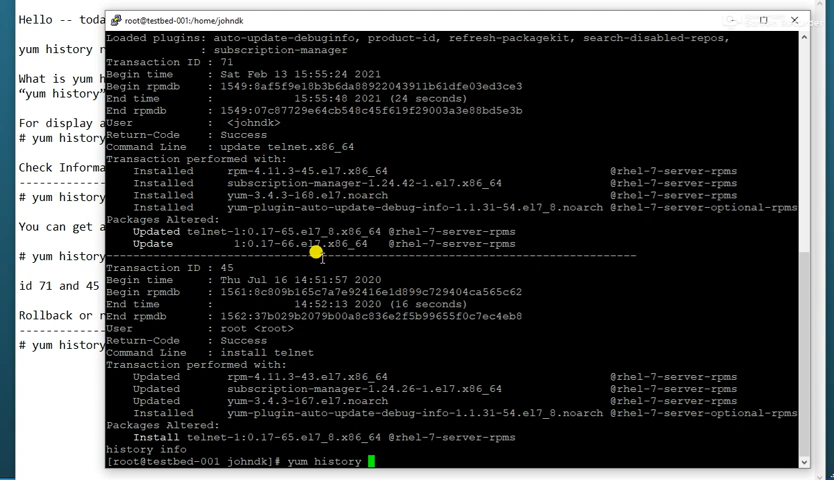 Hello -- toda
yum history r
What is yum h
“yum history”
For display a
# yum history
Check Informa
-----------------
# yum history
You can get a
# yum history
id 71 and 45
Rollback or r
-----------------
# yum history
root@testbed-001:/home/johndk
Loaded plugins: auto-update-debuginfo, product-id, refresh-packagekit, search-disabled-repos,
: subscription-manager
Transaction ID : 71
Begin time : Sat Feb 13 15:55:24 2021
Begin rpmdb : 1549:8af5f9e18b3b6da88922043911b6fde03ed3ce3
End time : 15:55:48 2021 (24 seconds)
End rpmdb : 1549:07c87729e64cb548c45f619f29003a3e88bd5e3b
User : <johndk>
Return-Code : Success
Command Line : update telnet.x86_64
Transaction performed with:
Installed rpm-4.11.3-45.el7.x86_64 @rhel-7-server-rpms
Installed subscription-manager-1.24.42-1.el7.x86_64 @rhel-7-server-rpms
Installed yum-3.4.3-168.el7.noarch @rhel-7-server-rpms
Installed yum-plugin-auto-update-debug-info-1.1.31-54.el7_8.noarch @rhel-7-server-optional-rpms
Packages Altered:
Updated telnet-1:0.17-65.el7_8.x86_64 @rhel-7-server-rpms
Update 1:0.17-66.el7.x86_64 @rhel-7-server-rpms
-------------------------------------------------------------------------------
Transaction ID : 45
Begin time : Thu Jul 16 14:51:57 2020
Begin rpmdb : 1561:8c809b165c7a7e92416e1d899c729404ca565c62
End time : 14:52:13 2020 (16 seconds)
End rpmdb : 1562:37b029b2079b00a8c836e2f5b99655f0c7ec4eb8
User : root <root>
Return-Code : Success
Command Line : install telnet
Transaction performed with:
Updated rpm-4.11.3-43.el7.x86_64 @rhel-7-server-rpms
Updated subscription-manager-1.24.26-1.el7.x86_64 @rhel-7-server-rpms
Updated yum-3.4.3-167.el7.noarch @rhel-7-server-rpms
Installed yum-plugin-auto-update-debug-info-1.1.31-54.el7_8.noarch @rhel-7-server-optional-rpms
Packages Altered:
Install telnet-1:0.17-65.el7_8.x86_64 @rhel-7-server-rpms
history info
[root@testbed-001 johndk]# yum history